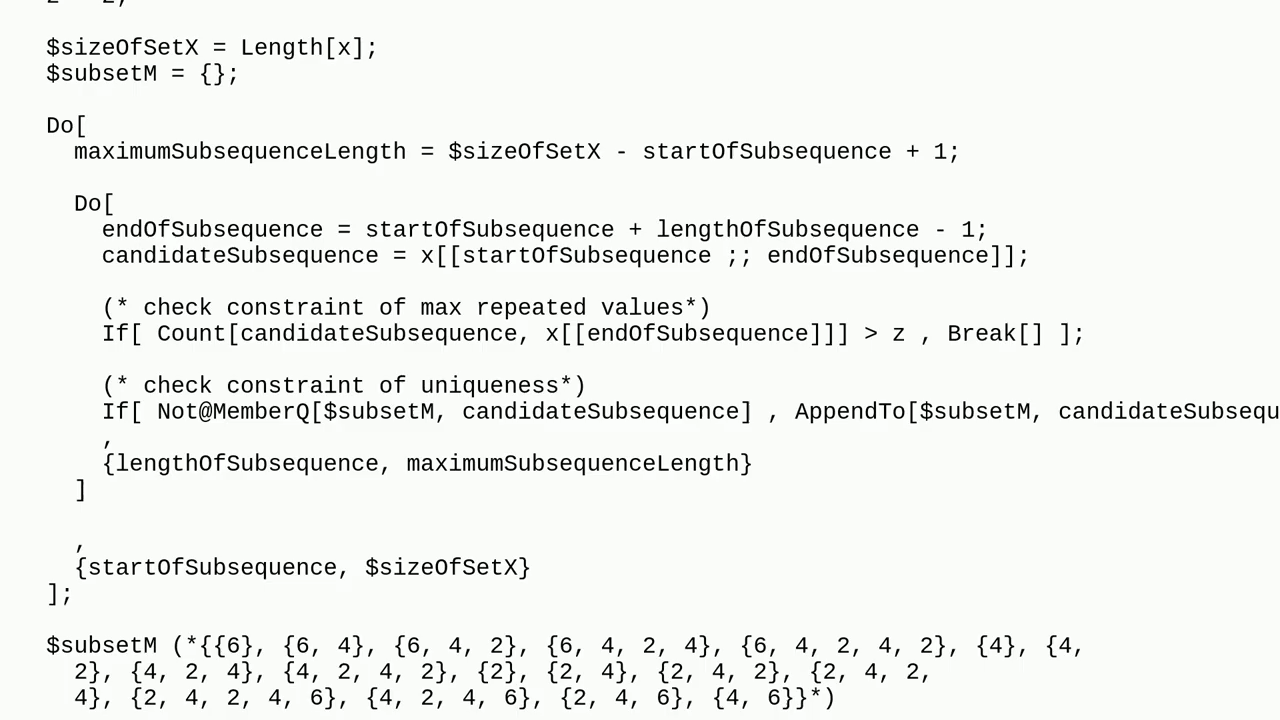 $sizeOfSetX = Length[x];
$subsetM = {};
Do[
maximumSubsequenceLength = $sizeOfSetX - startOfSubsequence + 1;
Do[
endOfSubsequence = startOfSubsequence + lengthOfSubsequence - 1;
candidateSubsequence = x[[startOfSubsequence ;; endOfSubsequence]];
(* check constraint of max repeated values*)
If[ Count[candidateSubsequence, x[[endOfSubsequence]]] > z , Break[] ];
(* check constraint of uniqueness*)
If[ Not@MemberQ[$subsetM, candidateSubsequence] , AppendTo[$subsetM, candidateSubsequ
,
{lengthOfSubsequence, maximumSubsequenceLength}
]
,
{startOfSubsequence, $sizeOfSetX}
];
$subsetM (*{{6}, {6, 4}, {6, 4, 2}, {6, 4, 2, 4}, {6, 4, 2, 4, 2}, {4}, {4,
2}, {4, 2, 4}, {4, 2, 4, 2}, {2}, {2, 4}, {2, 4, 2}, {2, 4, 2,
4}, {2, 4, 2, 4, 6}, {4, 2, 4, 6}, {2, 4, 6}, {4, 6}}*)